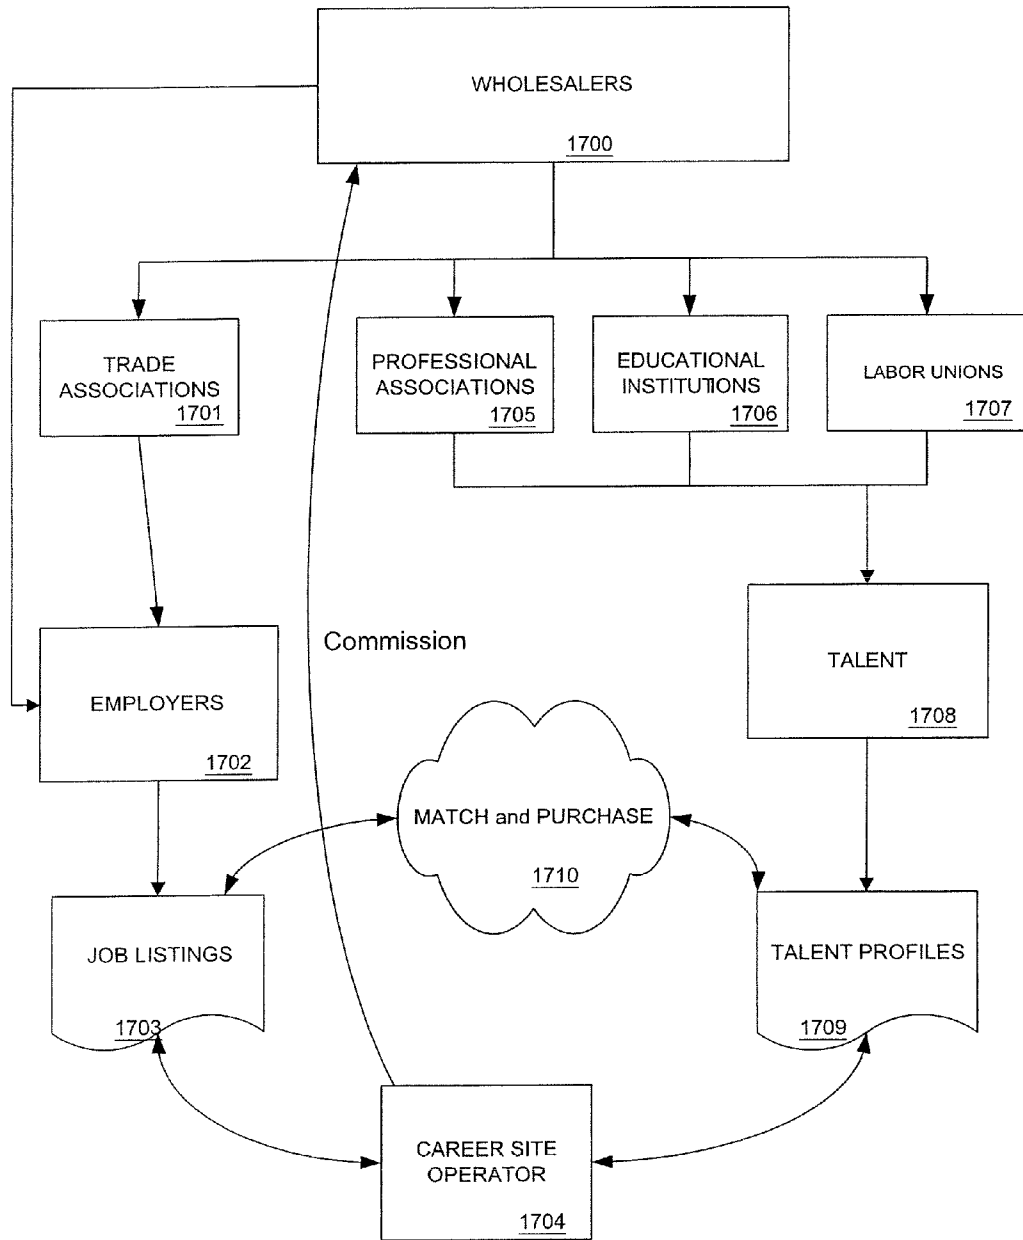 WHOLESALERS
1700
TRADE
ASSOCIATIONS
1701
PROFESSIONAL
ASSOCIATIONS
1705
EDUCATIONAL
INSTITUTIONS
1706
LABOR UNIONS
1707
Commission
EMPLOYERS
1702
TALENT
1708
MATCH and PURCHASE
1710
JOB LISTINGS
1703
TALENT PROFILES
1709
CAREER SITE
OPERATOR
1704